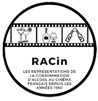 RACin
LES REPRÉSENTATIONS DE
LA CONSOMMATION
D'ALCOOL AU CINÉMA
FRANÇAIS DEPUIS LES
ANNÉES 1960